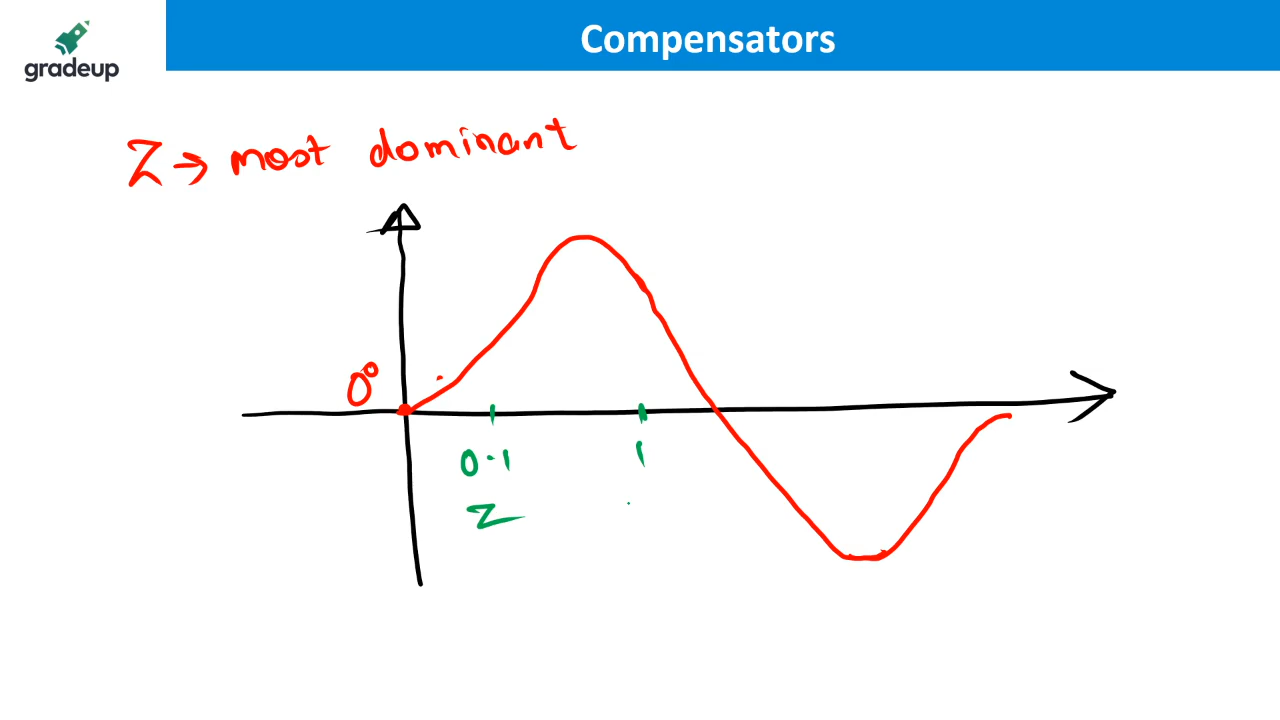 Compensators
gradeup
Z → most dominant
0°
0.1 1
Z